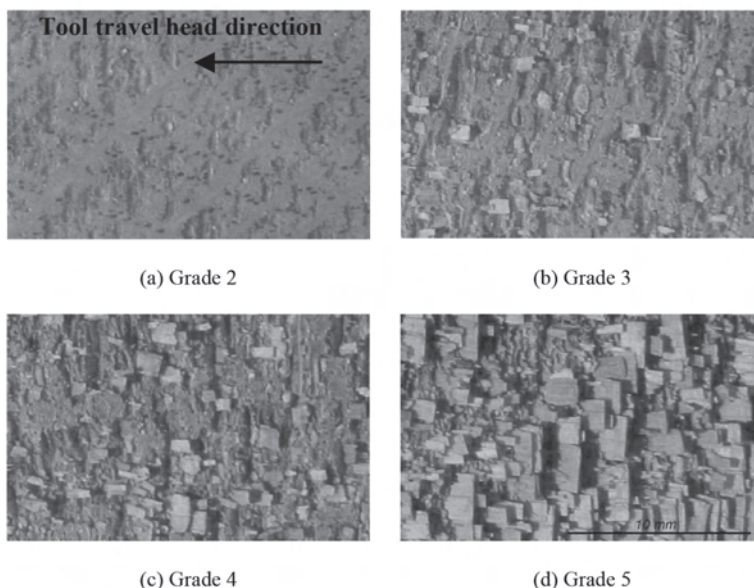 Tool travel head direction
(a) Grade 2
(b) Grade 3
(c) Grade 4
(d) Grade 5
10 mm